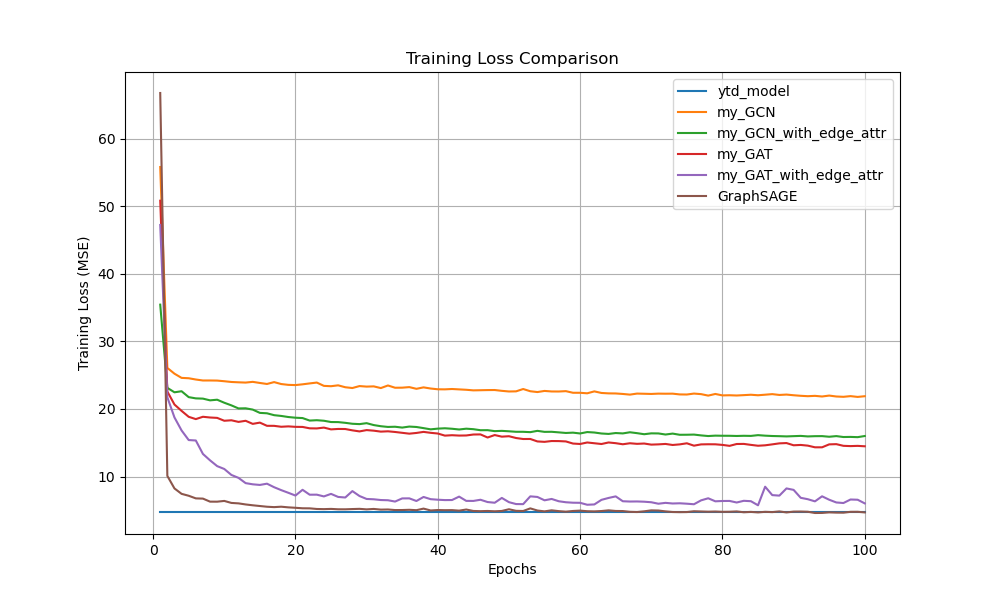 Training Loss Comparison
ytd_model
my_GCN
my_GCN_with_edge_attr
my_GAT
my_GAT_with_edge_attr
GraphSAGE
Training Loss (MSE)
60
50
40
30
20
10
0
20
40
60
80
100
Epochs